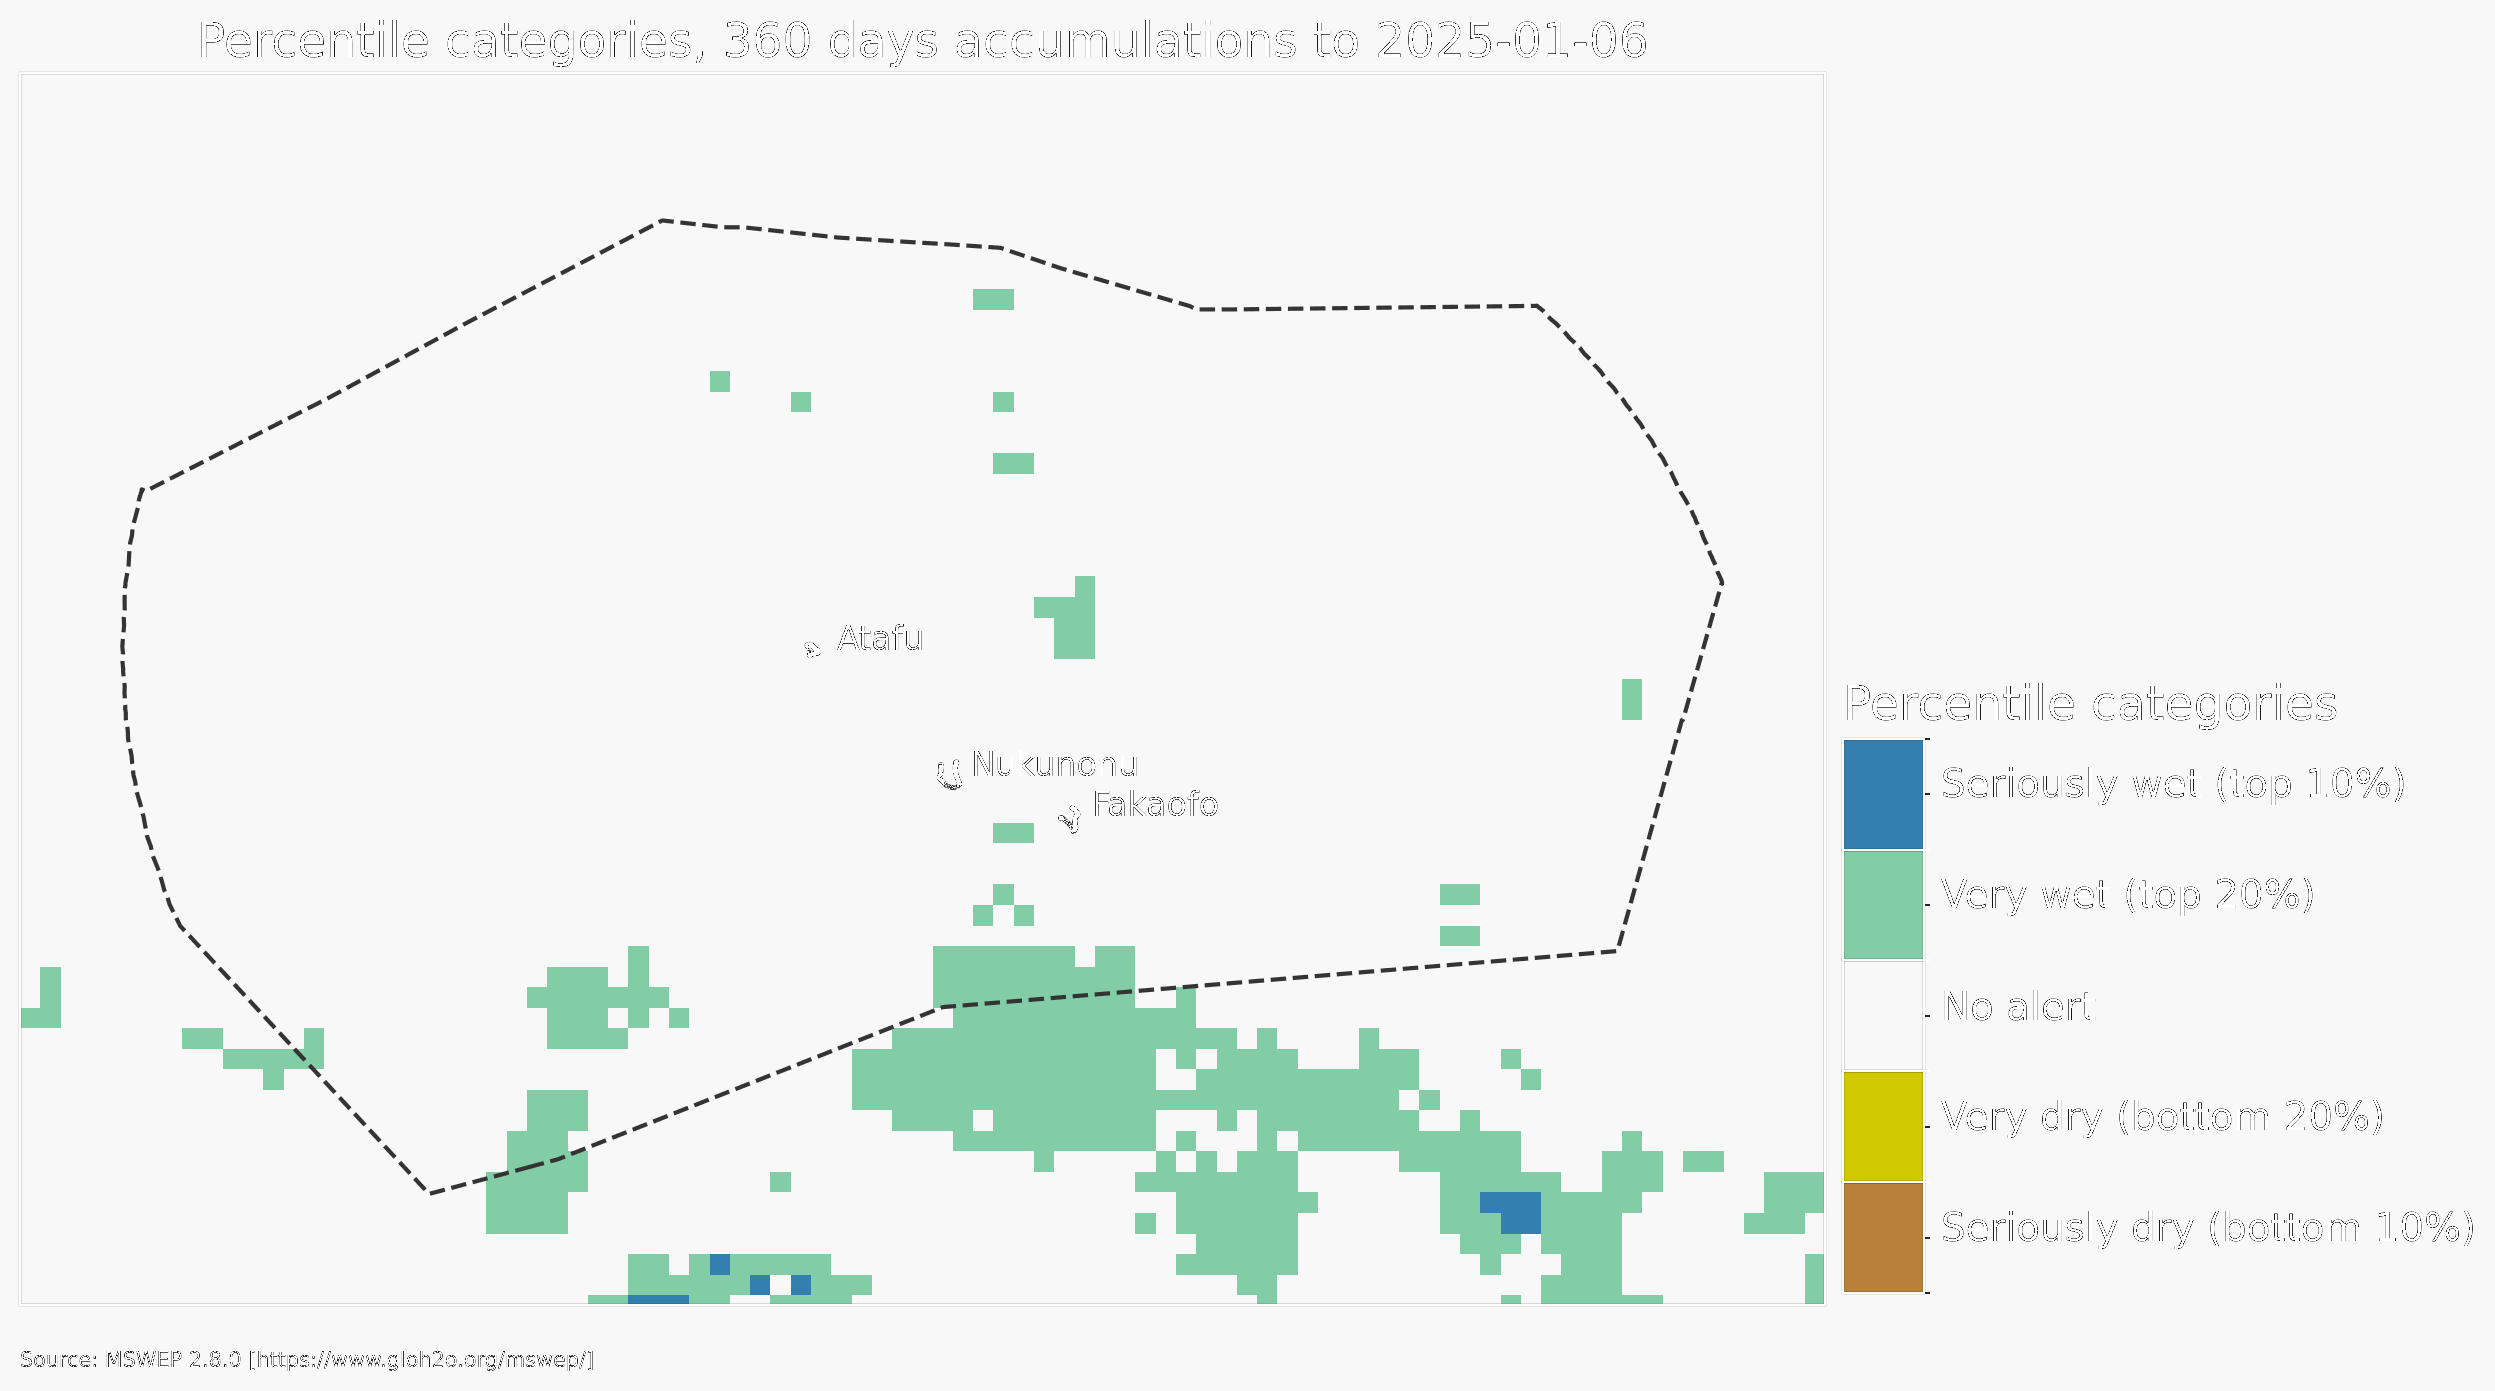 Percentile categories, 360 days accumulations to 2025-01-06
Atafu
Nukunonu
Fakaofo
Percentile categories
Seriously wet (top 10%)
Very wet (top 20%)
No alert
Very dry (bottom 20%)
Seriously dry (bottom 10%)
Source: MSWEP 2.8.0 [https://www.gloh2o.org/mswep/]